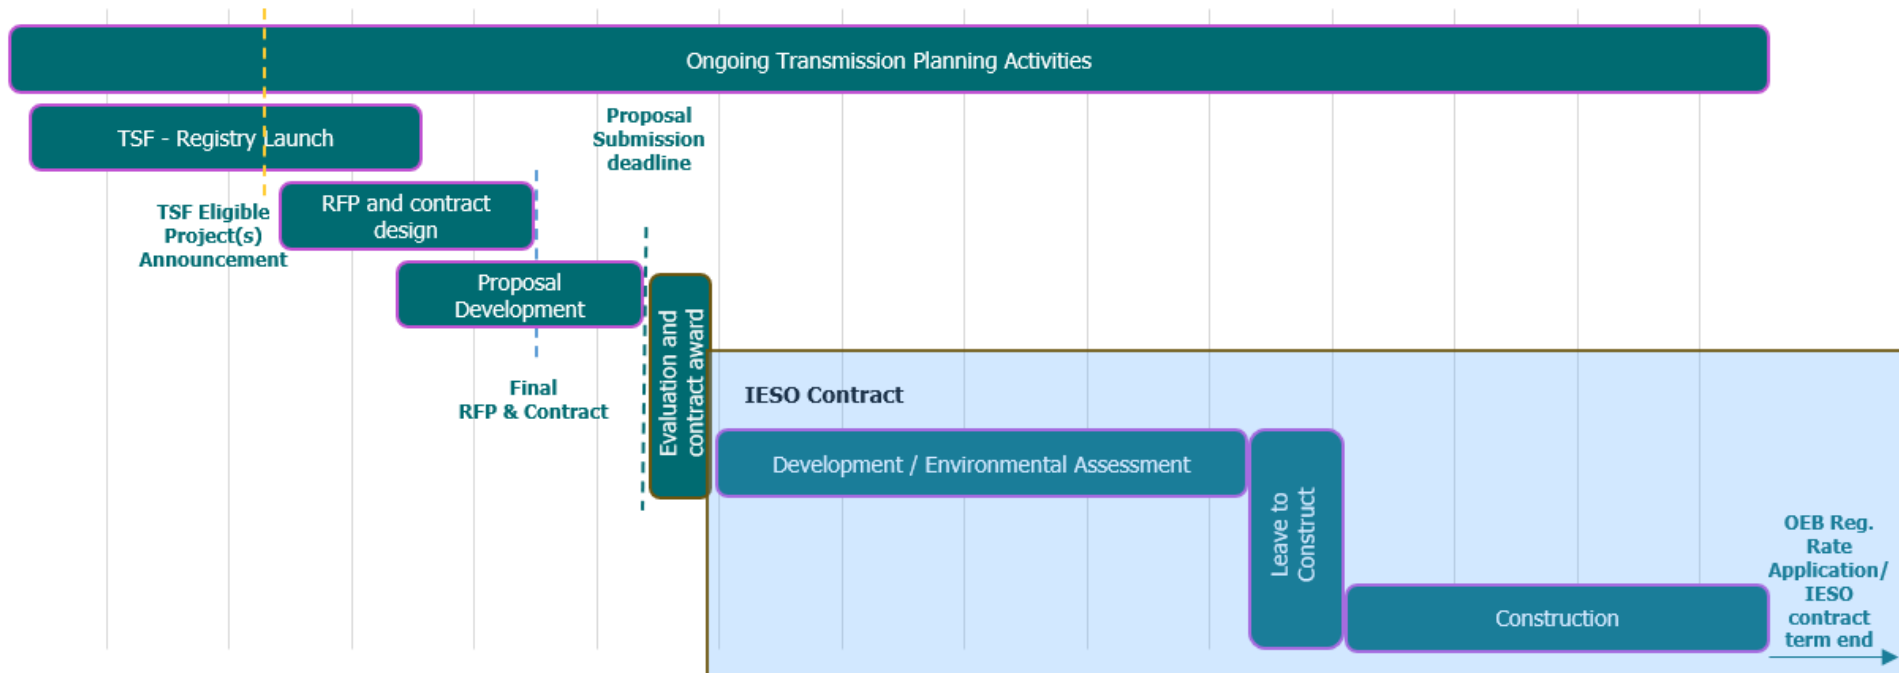 Ongoing Transmission Planning Activities
TSF - Registry Launch
Proposal
Submission
deadline
TSF Eligible
Project(s)
Announcement
RFP and contract
design
Proposal
Development
Final
RFP & Contract
Evaluation and
contract award
IESO Contract
Development / Environmental Assessment
Leave to
Construct
Construction
OEB Reg.
Rate
Application/
IESO
contract
term end